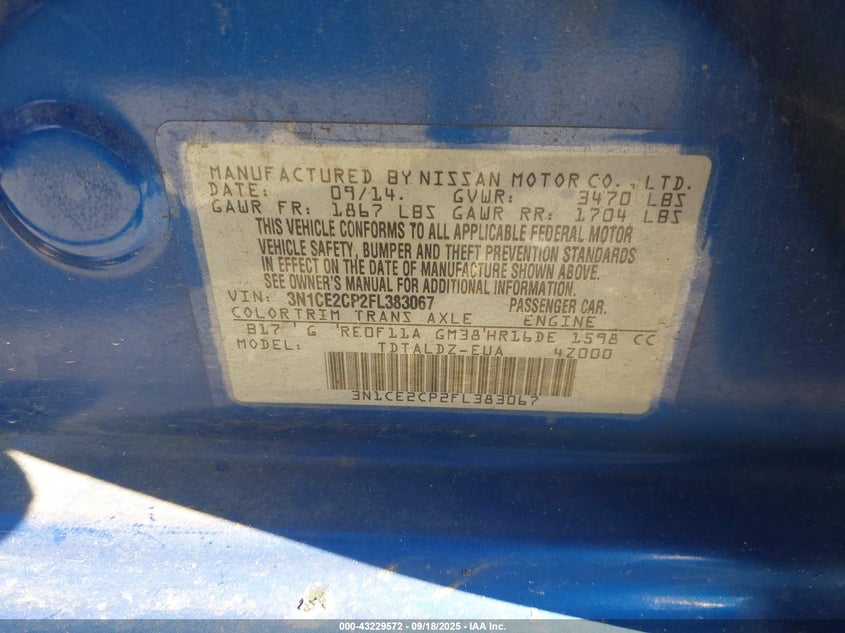 MANUFACTURED BY NISSAN MOTOR CO., LTD.
DATE: 09/14. GVWR: 3470 LBS
GAWR FR: 1867 LBS GAWR RR: 1704 LBS
THIS VEHICLE CONFORMS TO ALL APPLICABLE FEDERAL MOTOR
VEHICLE SAFETY, BUMPER AND THEFT PREVENTION STANDARDS
IN EFFECT ON THE DATE OF MANUFACTURE SHOWN ABOVE.
SEE OWNER'S MANUAL FOR ADDITIONAL INFORMATION.
VIN: 3N1CE2CP2FL383067 PASSENGER CAR.
COLOR TRIM TRANS AXLE ENGINE
B17 G RE0F11A GM38 HR16DE 1598 CC
MODEL: TDTALDZ-EUA 4Z000
3N1CE2CP2FL383067
000-43229572 - 09/18/2025 - IAA Inc.